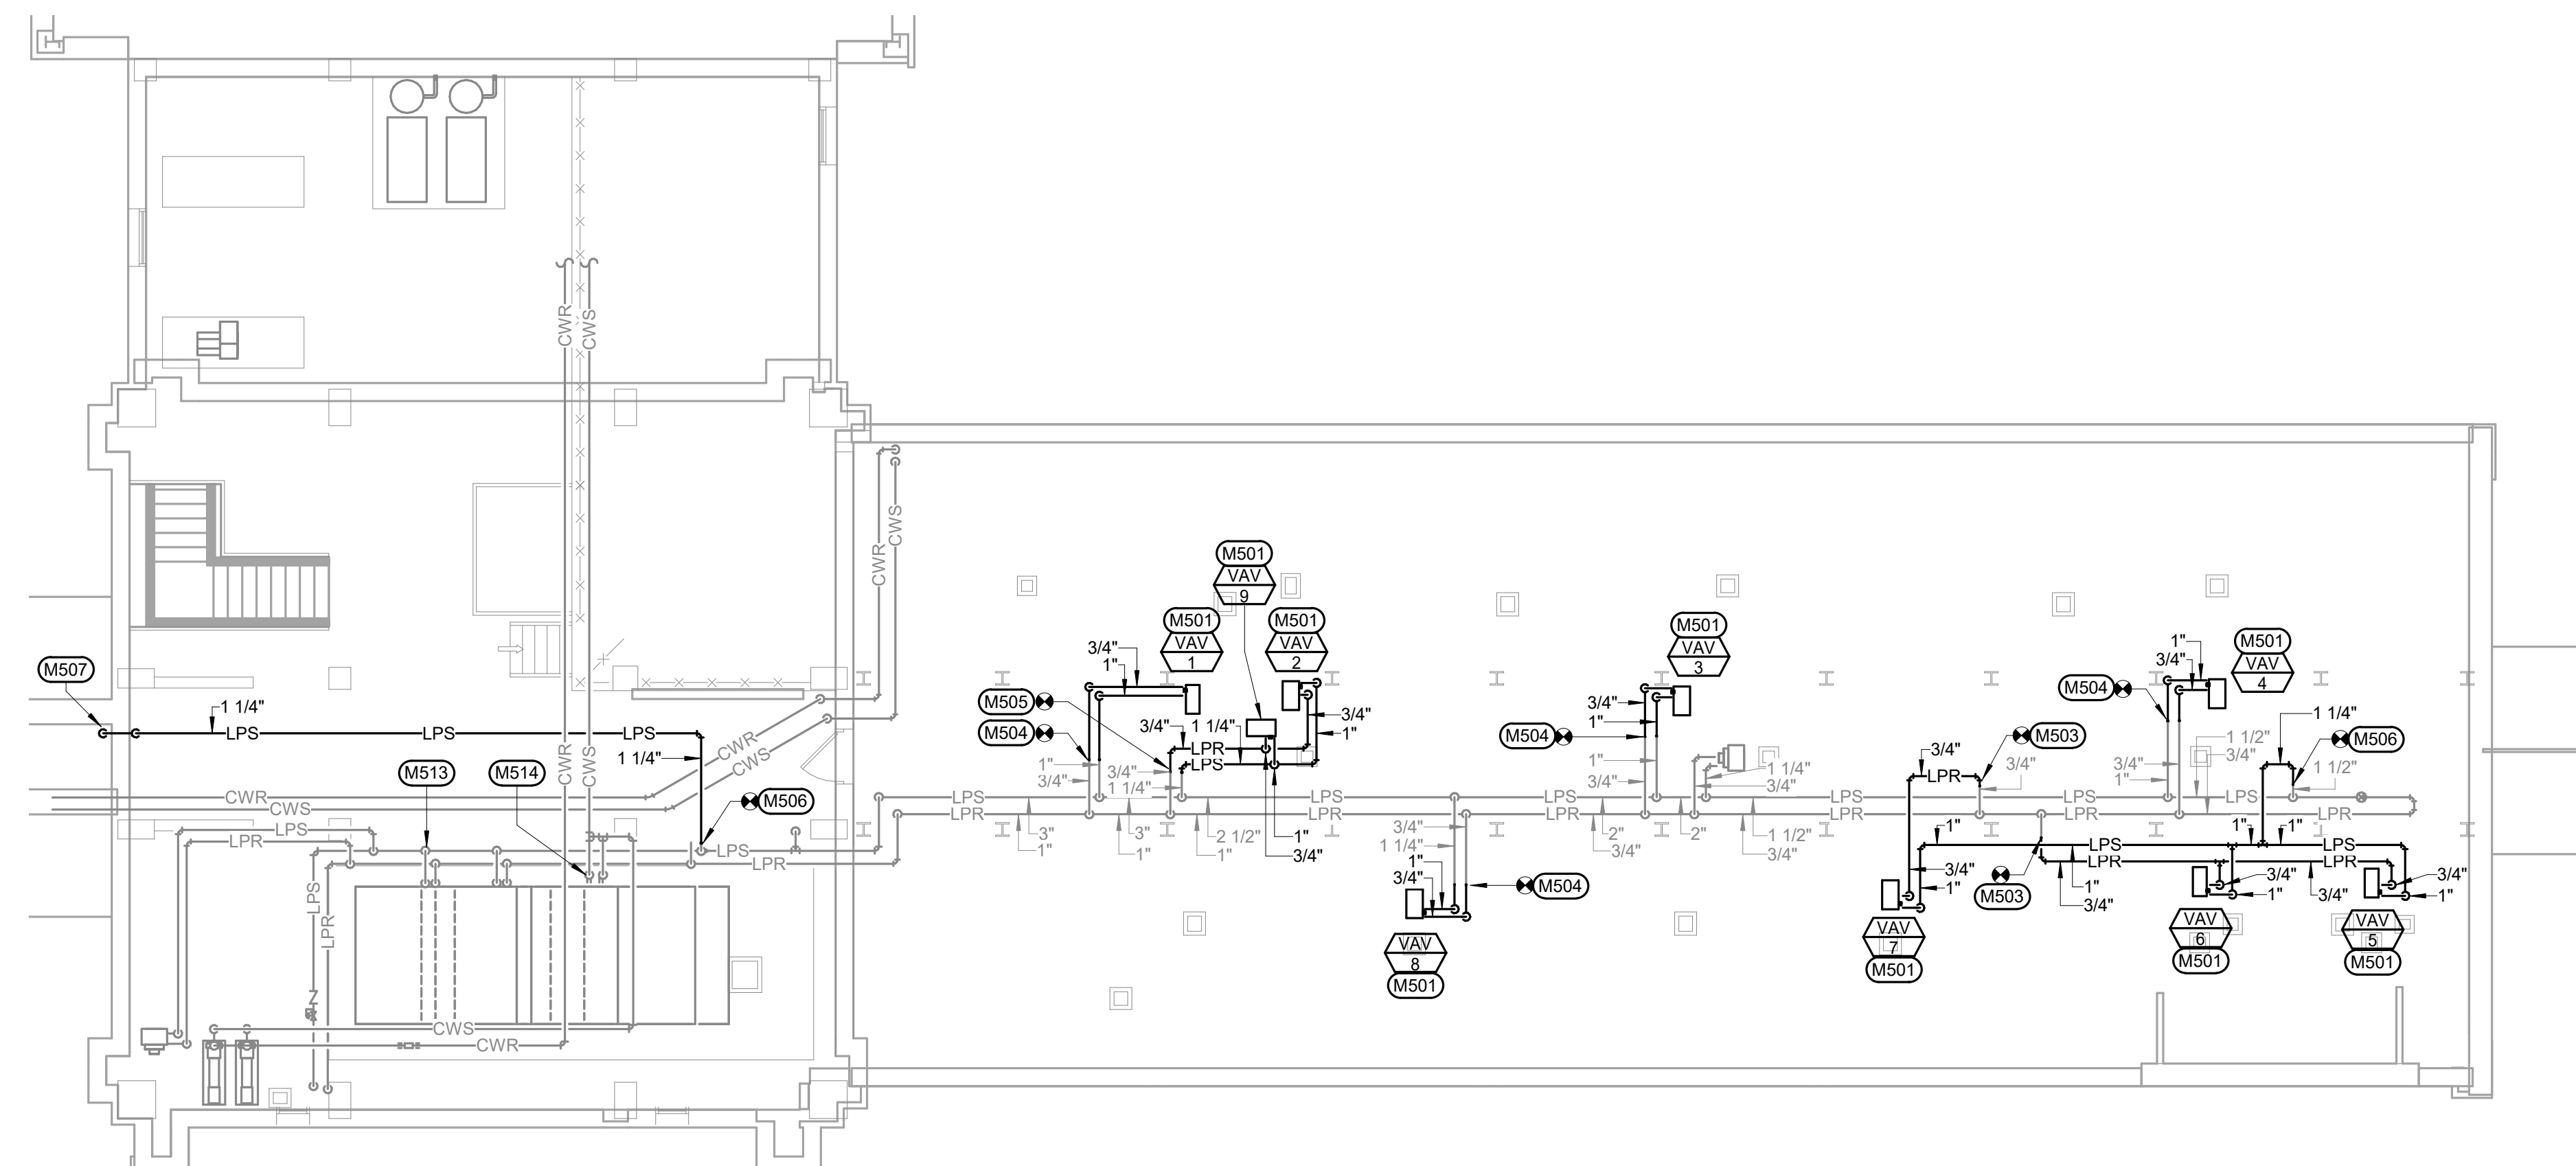 CWR
CWS
CWR
CWS
M501
VAV
9
M501
VAV
1
M501
VAV
2
M501
VAV
3
M501
VAV
4
3/4"
1"
1"
3/4"
M507
1 1/4"
LPS
LPS
LPS
1 1/4"
M505
M504
3/4"
1 1/4"
LPR
LPS
3/4"
1"
3/4"
1"
M504
M504
M503
1 1/4"
M506
1 1/2"
3/4"
3/4"
LPR
3/4"
CWR
CWS
CWR
CWS
M513
M514
1"
3/4"
3/4"
1 1/4"
1"
3/4"
1 1/4"
3/4"
3/4"
1"
1 1/2"
CWR
CWS
M506
LPS
LPS
LPS
LPS
LPS
LPS
LPR
LPR
LPR
LPR
LPR
LPR
LPS
LPR
LPS
LPR
3"
1"
3"
1"
2 1/2"
1"
1"
3/4"
3/4"
1 1/4"
1"
3/4"
2"
3/4"
2"
1 1/2"
3/4"
1"
1"
1"
LPS
LPS
LPR
LPR
LPS
LPR
M504
3/4"
1"
M503
1"
3/4"
3/4"
1"
3/4"
3/4"
1"
VAV
8
M501
VAV
7
M501
VAV
6
M501
VAV
5
M501
CWS
CWR